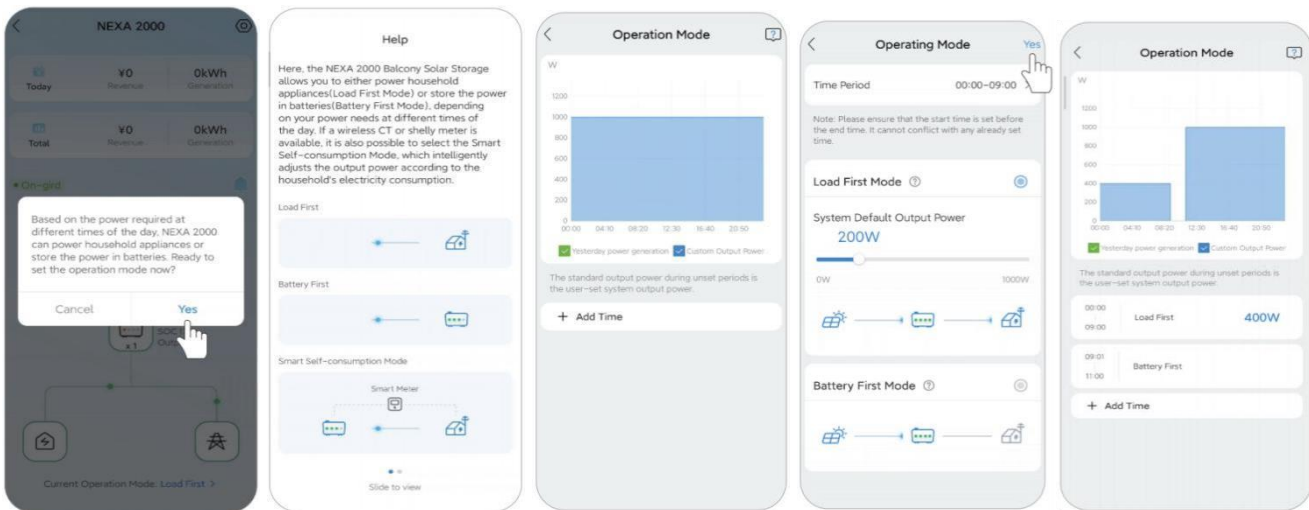 NEXA 2000
¥0
0kWh
Today
Revenue
Generation
¥0
0kWh
Total
Revenue
Generation
On-gird
Based on the power required at
different times of the day, NEXA 2000
can power household appliances or
store the power in batteries. Ready to
set the operation mode now?
Cancel
Yes
SOC
x 1
Current Operation Mode: Load First >
Help
Here, the NEXA 2000 Balcony Solar Storage
allows you to either power household
appliances(Load First Mode) or store the power
in batteries(Battery First Mode), depending
on your power needs at different times of
the day. If a wireless CT or shelly meter is
available, it is also possible to select the Smart
Self-consumption Mode, which intelligently
adjusts the output power according to the
household's electricity consumption.
Load First
Battery First
Smart Self-consumption Mode
Smart Meter
Slide to view
Operation Mode
?
W
1200
1000
800
600
400
200
0
00:00 04:10 08:20 12:30 16:40 20:50
Yesterday power generation Custom Output Power
The standard output power during unset periods is
the user-set system output power.
+ Add Time
Operating Mode
Yes
Time Period 00:00-09:00 >
Note: Please ensure that the start time is set before
the end time. It cannot conflict with any already set
time.
Load First Mode ?
System Default Output Power
200W
0W 1000W
Battery First Mode ?
Operation Mode
?
W
1200
1000
800
600
400
200
0
00:00 04:10 08:20 12:30 16:40 20:50
Yesterday power generation Custom Output Power
The standard output power during unset periods is
the user-set system output power.
00:00
Load First
400W
09:00
09:01
Battery First
11:00
+ Add Time